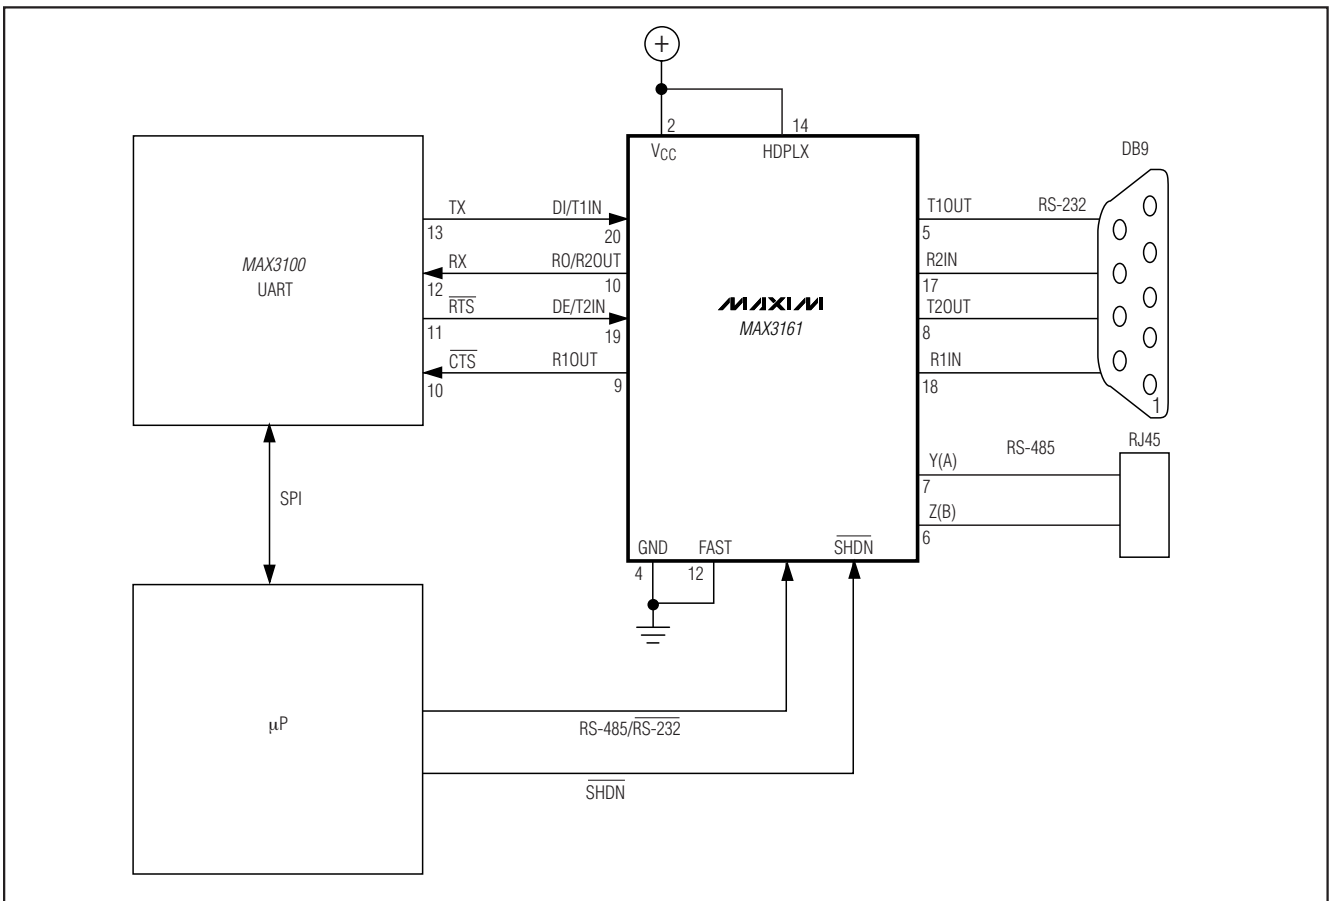 +
2
14
VCC
HDPLX
DB9
TX
DI/T1IN
T1OUT
RS-232
13
20
5
MAX3100
UART
RX
RO/R2OUT
R2IN
12
10
17
MAXIM
MAX3161
RTS
DE/T2IN
T2OUT
11
19
8
CTS
R1OUT
R1IN
10
9
18
1
RJ45
Y(A)
RS-485
7
SPI
Z(B)
6
GND
FAST
SHDN
4
12
µP
RS-485/RS-232
SHDN